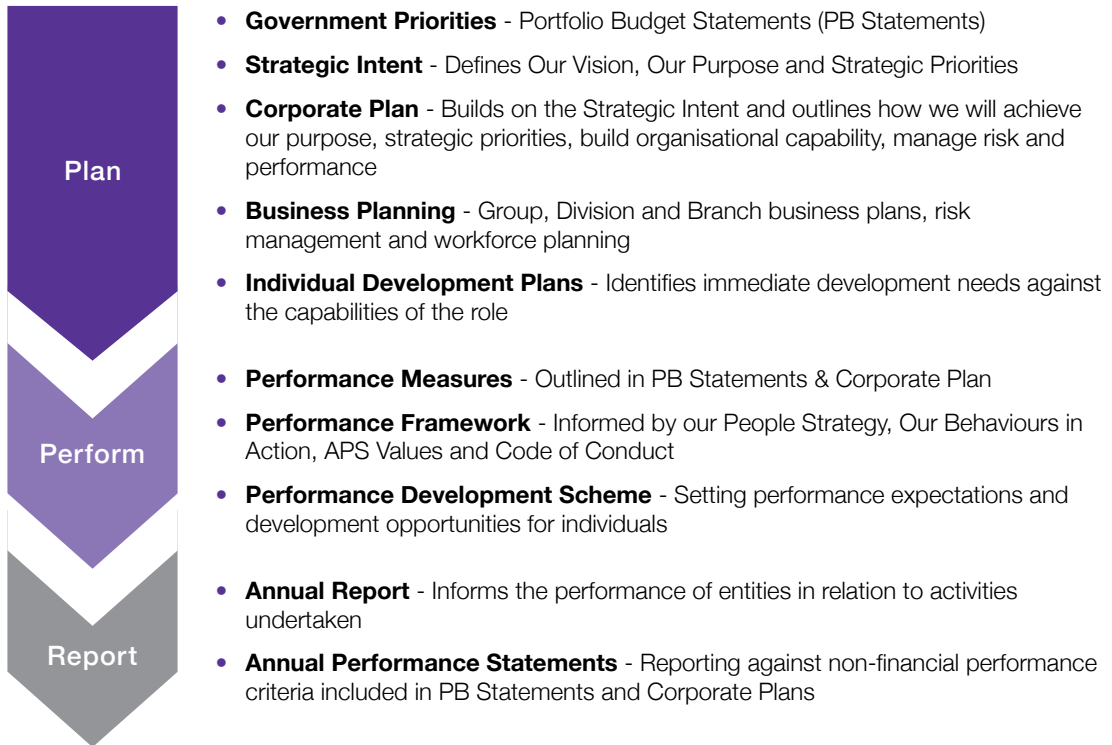 Plan
• Government Priorities - Portfolio Budget Statements (PB Statements)
• Strategic Intent - Defines Our Vision, Our Purpose and Strategic Priorities
• Corporate Plan - Builds on the Strategic Intent and outlines how we will achieve
our purpose, strategic priorities, build organisational capability, manage risk and
performance
• Business Planning - Group, Division and Branch business plans, risk
management and workforce planning
• Individual Development Plans - Identifies immediate development needs against
the capabilities of the role
Perform
• Performance Measures - Outlined in PB Statements & Corporate Plan
• Performance Framework - Informed by our People Strategy, Our Behaviours in
Action, APS Values and Code of Conduct
• Performance Development Scheme - Setting performance expectations and
development opportunities for individuals
Report
• Annual Report - Informs the performance of entities in relation to activities
undertaken
• Annual Performance Statements - Reporting against non-financial performance
criteria included in PB Statements and Corporate Plans